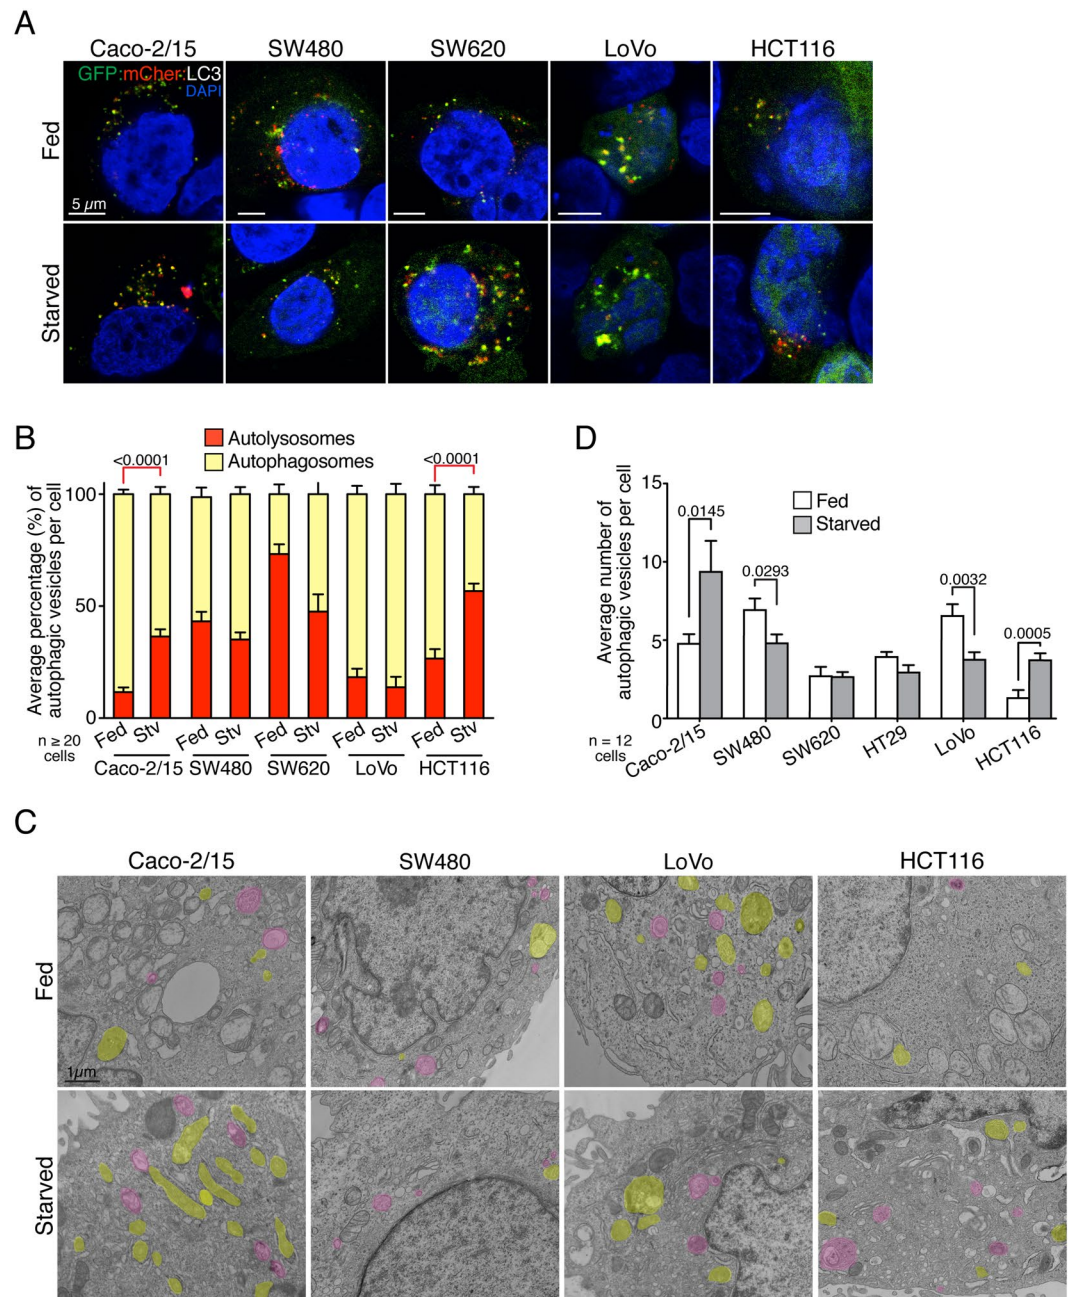 A
Caco-2/15 SW480 SW620 LoVo HCT116
GFP:mCher:LC3
DAPI
Fed
5 µm
Starved
B
Autolysosomes
Autophagosomes
<0.0001 <0.0001
Average percentage (%) of
autophagic vesicles per cell
100
50
0
n ≥ 20
cells
Fed Stv Fed Stv Fed Stv Fed Stv Fed Stv
Caco-2/15 SW480 SW620 LoVo HCT116
D
Average number of
autophagic vesicles per cell
15
10
5
0
Fed
Starved
0.0145
0.0293
0.0032
0.0005
n = 12
cells
Caco-2/15 SW480 SW620 HT29 LoVo HCT116
C
Caco-2/15 SW480 LoVo HCT116
Fed
1µm
Starved